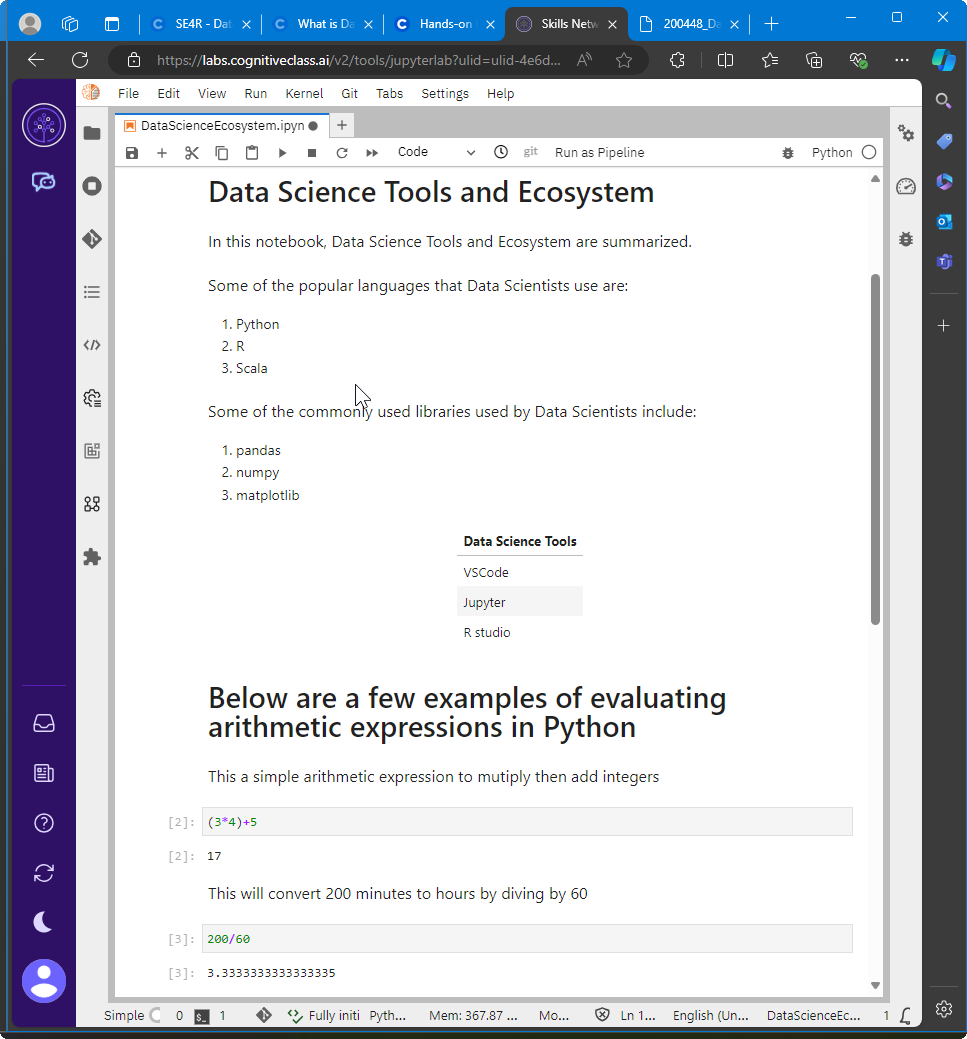 SE4R - Dat
What is Da
Hands-on
Skills Netw
200448_Da
https://labs.cognitiveclass.ai/v2/tools/jupyterlab?ulid=ulid-4e6d...
File Edit View Run Kernel Git Tabs Settings Help
DataScienceEcosystem.ipyn
Code
git
Run as Pipeline
Python
Data Science Tools and Ecosystem
In this notebook, Data Science Tools and Ecosystem are summarized.
Some of the popular languages that Data Scientists use are:
1. Python
2. R
3. Scala
Some of the commonly used libraries used by Data Scientists include:
1. pandas
2. numpy
3. matplotlib
Data Science Tools
VSCode
Jupyter
R studio
Below are a few examples of evaluating
arithmetic expressions in Python
This a simple arithmetic expression to mutiply then add integers
[2]: (3*4)+5
[2]: 17
This will convert 200 minutes to hours by diving by 60
[3]: 200/60
[3]: 3.3333333333333335
Simple 0 1 Fully initi Pyth... Mem: 367.87 ... Mo... Ln 1... English (Un... DataScienceEc... 1